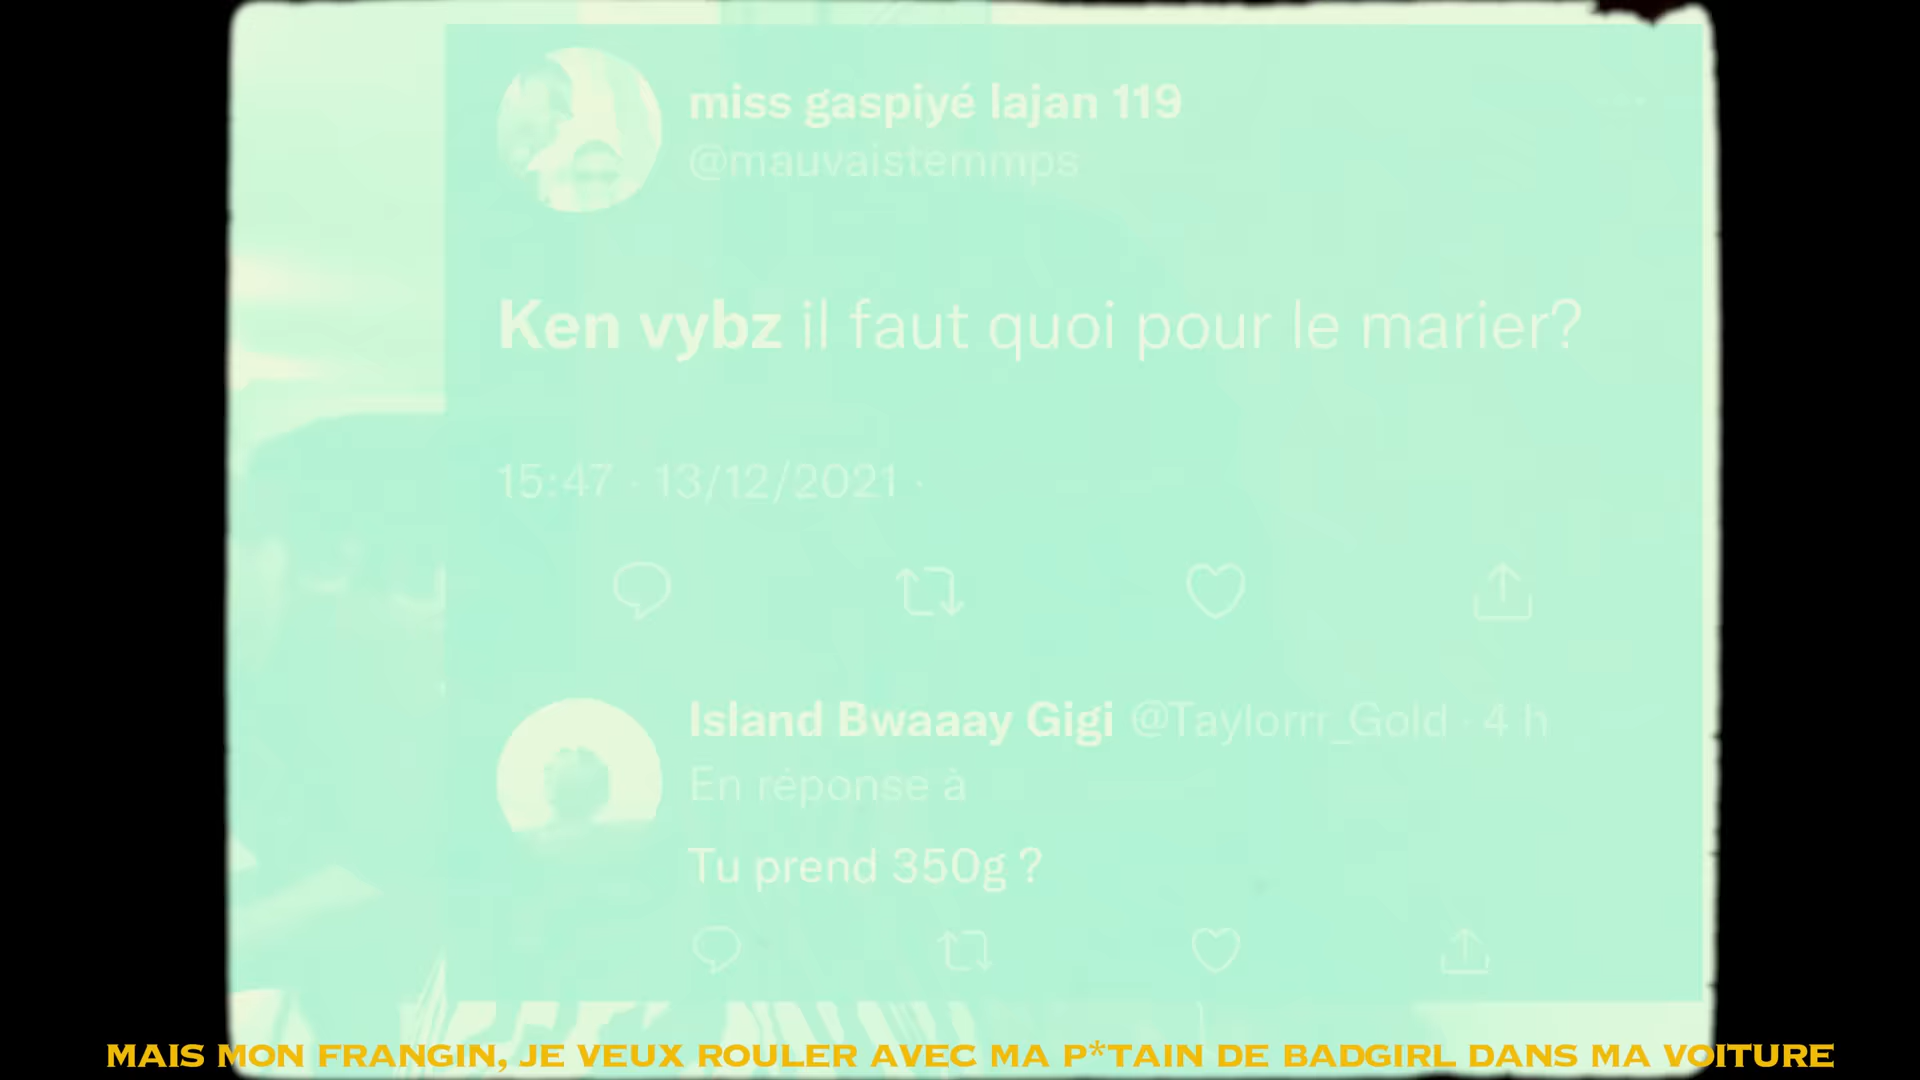 miss gaspiyé lajan 119
@mauvaistemmps
Ken vybz il faut quoi pour le marier?
15:47 · 13/12/2021 ·
Island Bwaaay Gigi @Taylorrr_Gold · 4 h
En réponse à
Tu prend 350g ?
MAIS MON FRANGIN, JE VEUX ROULER AVEC MA P*TAIN DE BADGIRL DANS MA VOITURE